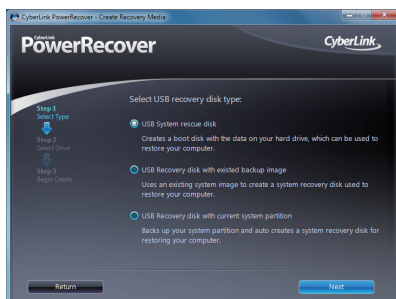 CyberLink PowerRecover - Create Recovery Media
CyberLink
PowerRecover
CyberLink
Select USB recovery disk type:
Step 1
Select Type
Step 2
Select Drive
Step 3
Begin Create
USB System rescue disk
Creates a boot disk with the data on your hard drive, which can be used to
restore your computer.
USB Recovery disk with existed backup image
Uses an existing system image to create a system recovery disk used to
restore your computer.
USB Recovery disk with current system partition
Backs up your system partition and auto creates a system recovery disk for
restoring your computer.
Return
Next